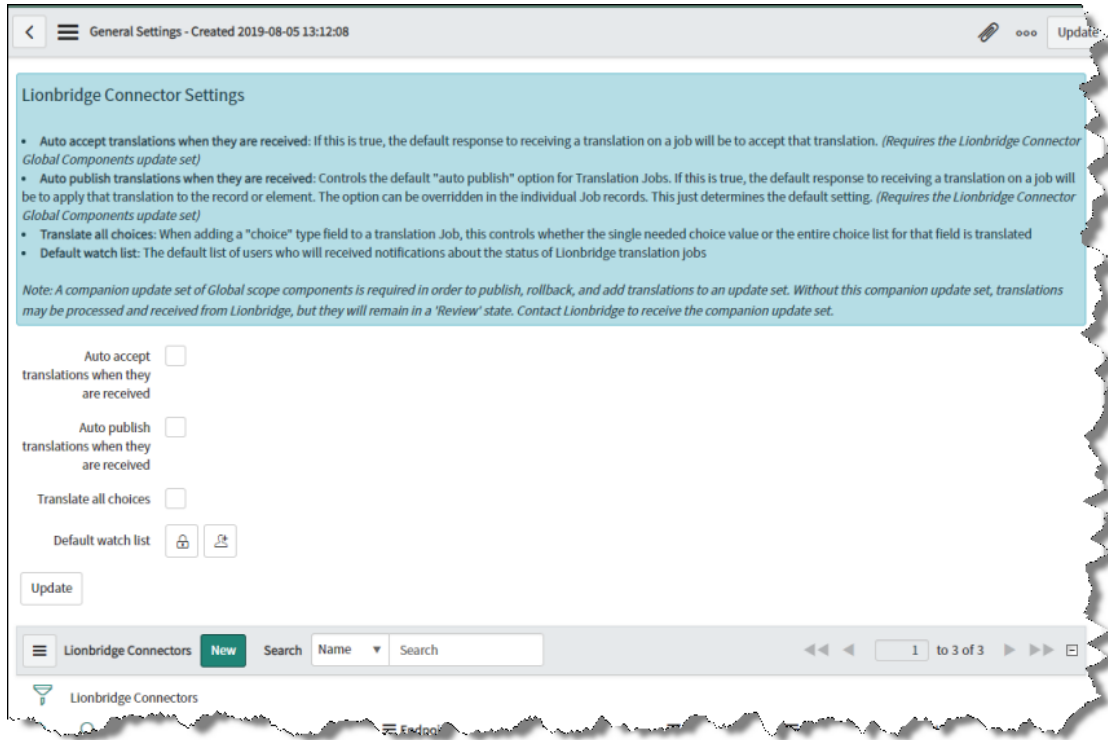 General Settings - Created 2019-08-05 13:12:08
Update
Lionbridge Connector Settings
• Auto accept translations when they are received: If this is true, the default response to receiving a translation on a job will be to accept that translation. (Requires the Lionbridge Connector
Global Components update set)
• Auto publish translations when they are received: Controls the default "auto publish" option for Translation Jobs. If this is true, the default response to receiving a translation on a job will
be to apply that translation to the record or element. The option can be overridden in the individual Job records. This just determines the default setting. (Requires the Lionbridge Connector
Global Components update set)
• Translate all choices: When adding a "choice" type field to a translation Job, this controls whether the single needed choice value or the entire choice list for that field is translated
• Default watch list: The default list of users who will received notifications about the status of Lionbridge translation jobs
Note: A companion update set of Global scope components is required in order to publish, rollback, and add translations to an update set. Without this companion update set, translations
may be processed and received from Lionbridge, but they will remain in a 'Review' state. Contact Lionbridge to receive the companion update set.
Auto accept
translations when they
are received
Auto publish
translations when they
are received
Translate all choices
Default watch list
Update
Lionbridge Connectors New Search Name Search 1 to 3 of 3
Lionbridge Connectors